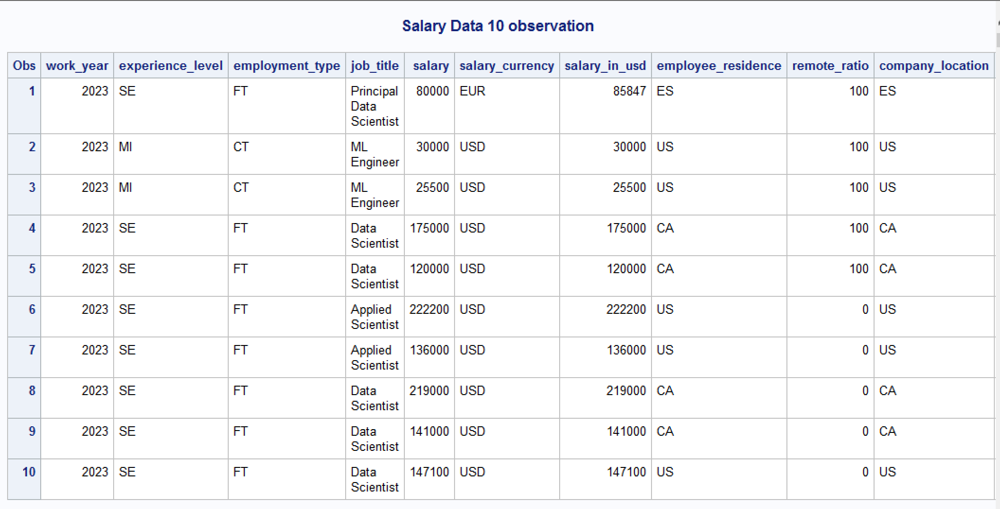 Salary Data 10 observation
Obs work_year experience_level employment_type job_title salary salary_currency salary_in_usd employee_residence remote_ratio company_location
1 2023 SE FT Principal 80000 EUR 85847 ES 100 ES
Data
Scientist
2 2023 MI CT ML 30000 USD 30000 US 100 US
Engineer
3 2023 MI CT ML 25500 USD 25500 US 100 US
Engineer
4 2023 SE FT Data 175000 USD 175000 CA 100 CA
Scientist
5 2023 SE FT Data 120000 USD 120000 CA 100 CA
Scientist
6 2023 SE FT Applied 222200 USD 222200 US 0 US
Scientist
7 2023 SE FT Applied 136000 USD 136000 US 0 US
Scientist
8 2023 SE FT Data 219000 USD 219000 CA 0 CA
Scientist
9 2023 SE FT Data 141000 USD 141000 CA 0 CA
Scientist
10 2023 SE FT Data 147100 USD 147100 US 0 US
Scientist